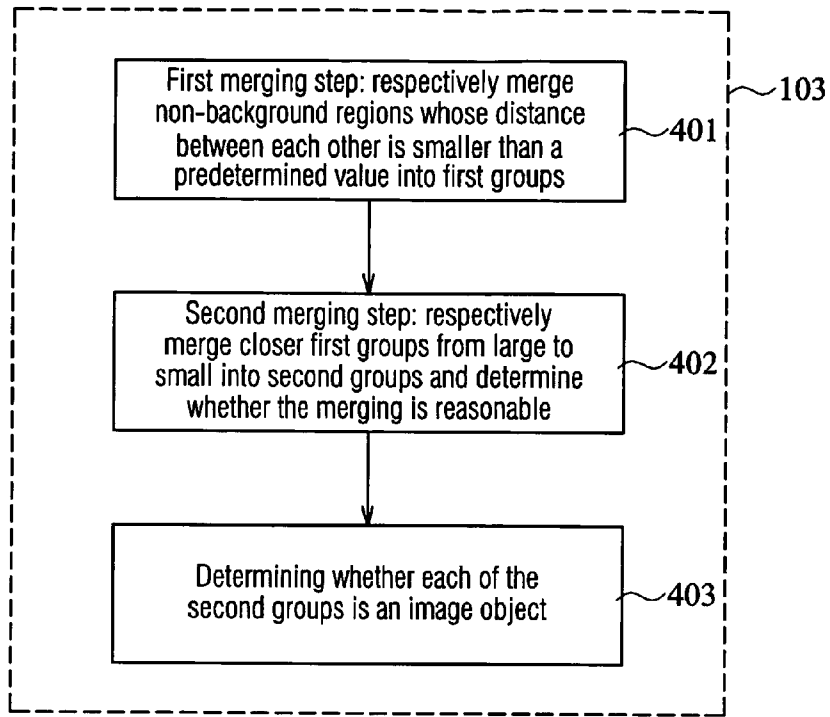 First merging step: respectively merge
non-background regions whose distance
between each other is smaller than a
predetermined value into first groups
401
103
Second merging step: respectively
merge closer first groups from large to
small into second groups and determine
whether the merging is reasonable
402
Determining whether each of the
second groups is an image object
403